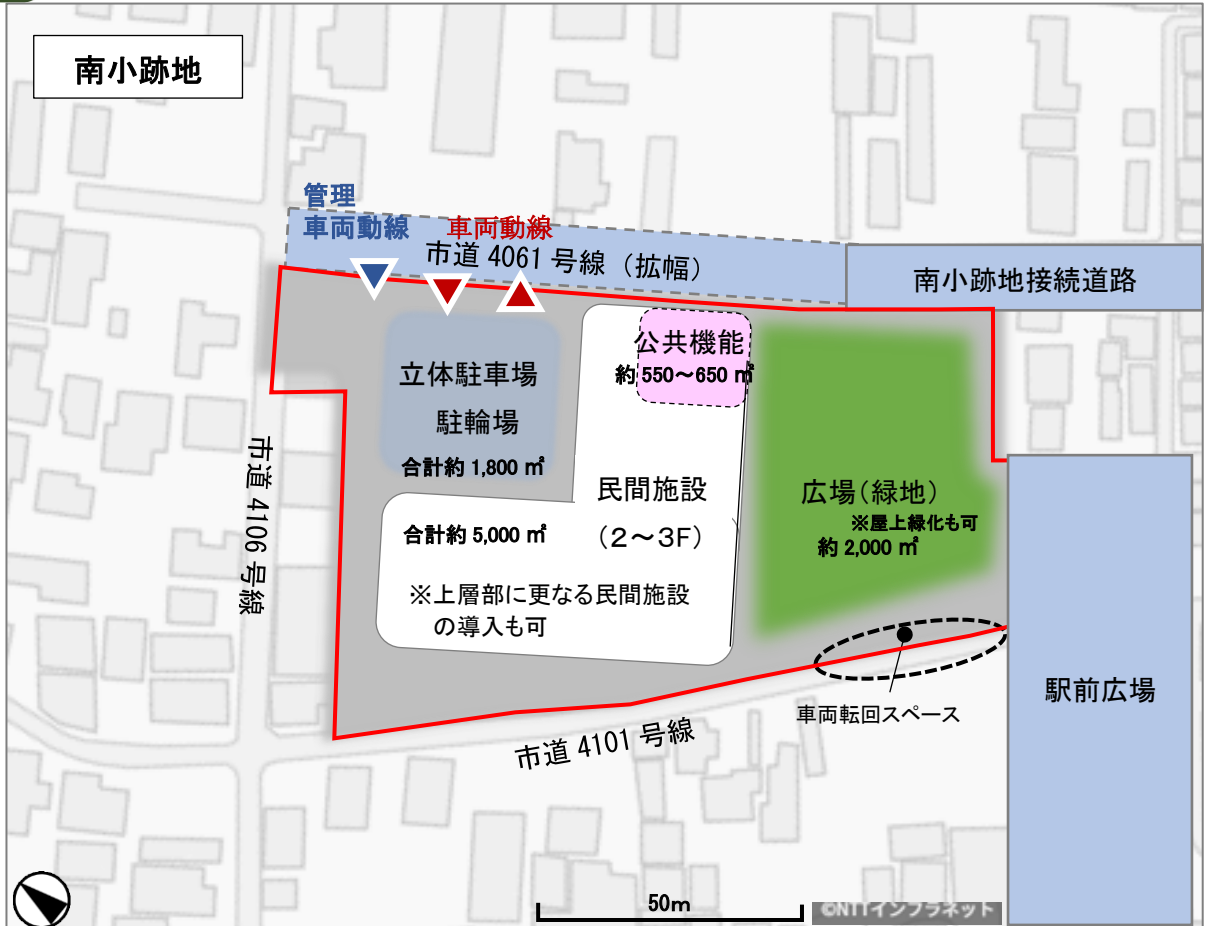 南小跡地
管理
車両動線
車両動線
市道 4061 号線（拡幅）
南小跡地接続道路
公共機能
約 550～650 ㎡
立体駐車場
駐輪場
合計約 1,800 ㎡
民間施設
（２～３F）
合計約 5,000 ㎡
※上層部に更なる民間施設
の導入も可
広場（緑地）
※屋上緑化も可
約 2,000 ㎡
市道 4106 号線
車両転回スペース
駅前広場
市道 4101 号線
50m
©NTTインフラネット